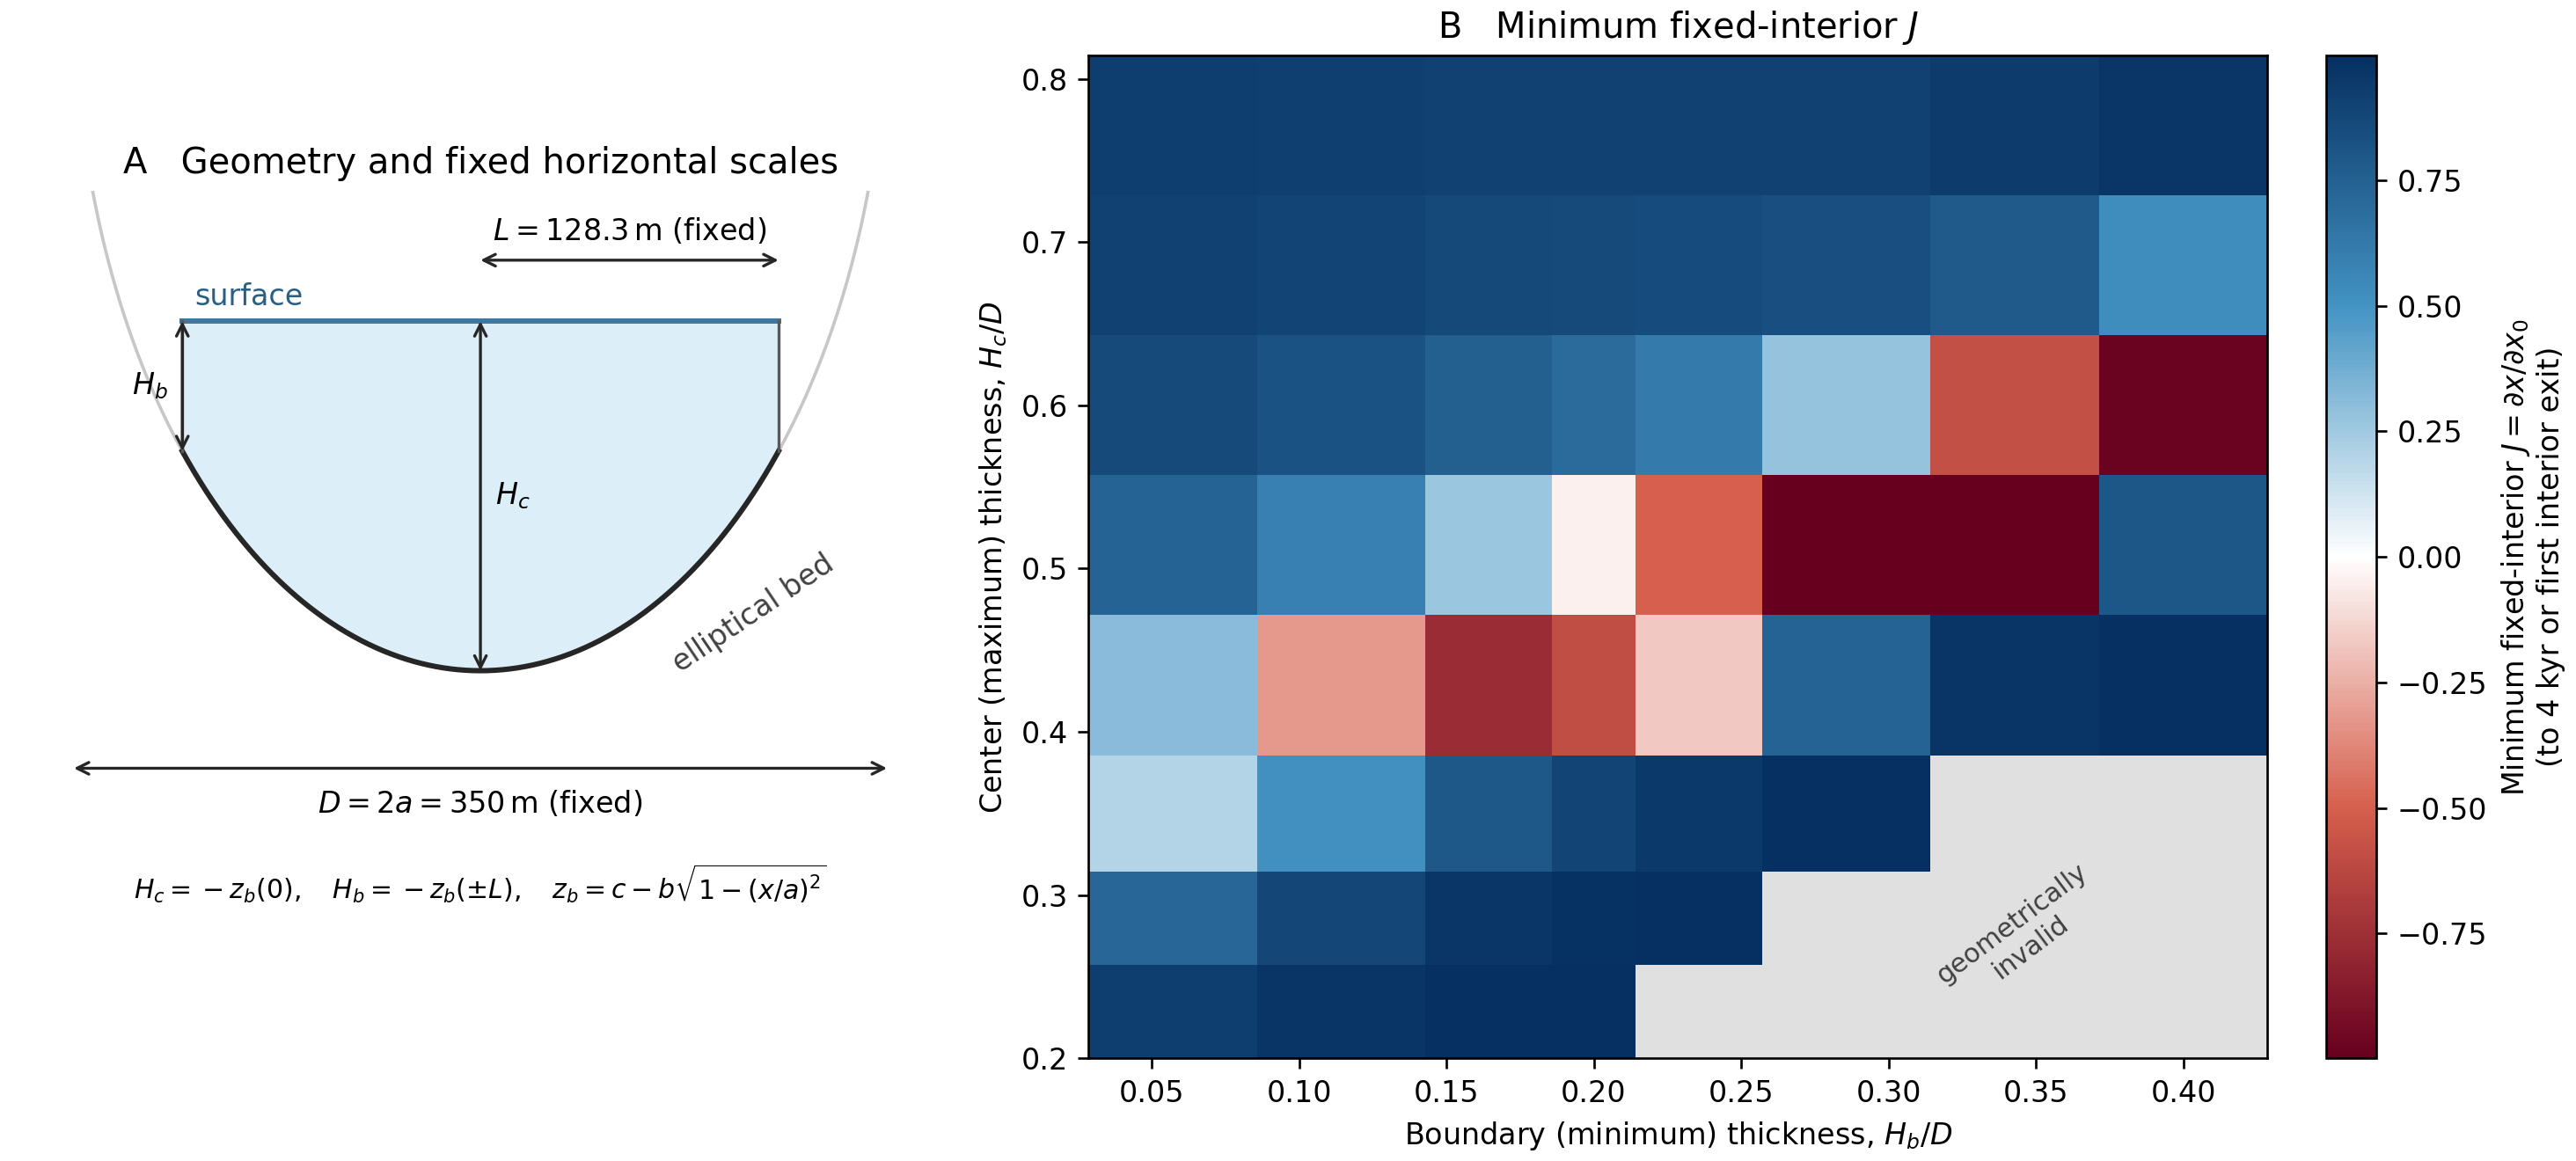 A Geometry and fixed horizontal scales
L = 128.3 m (fixed)
surface
H_b
H_c
elliptical bed
D = 2a = 350 m (fixed)
H_c = −z_b(0), H_b = −z_b(±L), z_b = c − b√(1 − (x/a)²)
B Minimum fixed-interior J
Center (maximum) thickness, H_c/D
0.8
0.7
0.6
0.5
0.4
0.3
0.2
geometrically
invalid
0.05 0.10 0.15 0.20 0.25 0.30 0.35 0.40
Boundary (minimum) thickness, H_b/D
0.75
0.50
0.25
0.00
−0.25
−0.50
−0.75
Minimum fixed-interior J = ∂x/∂x₀
(to 4 kyr or first interior exit)